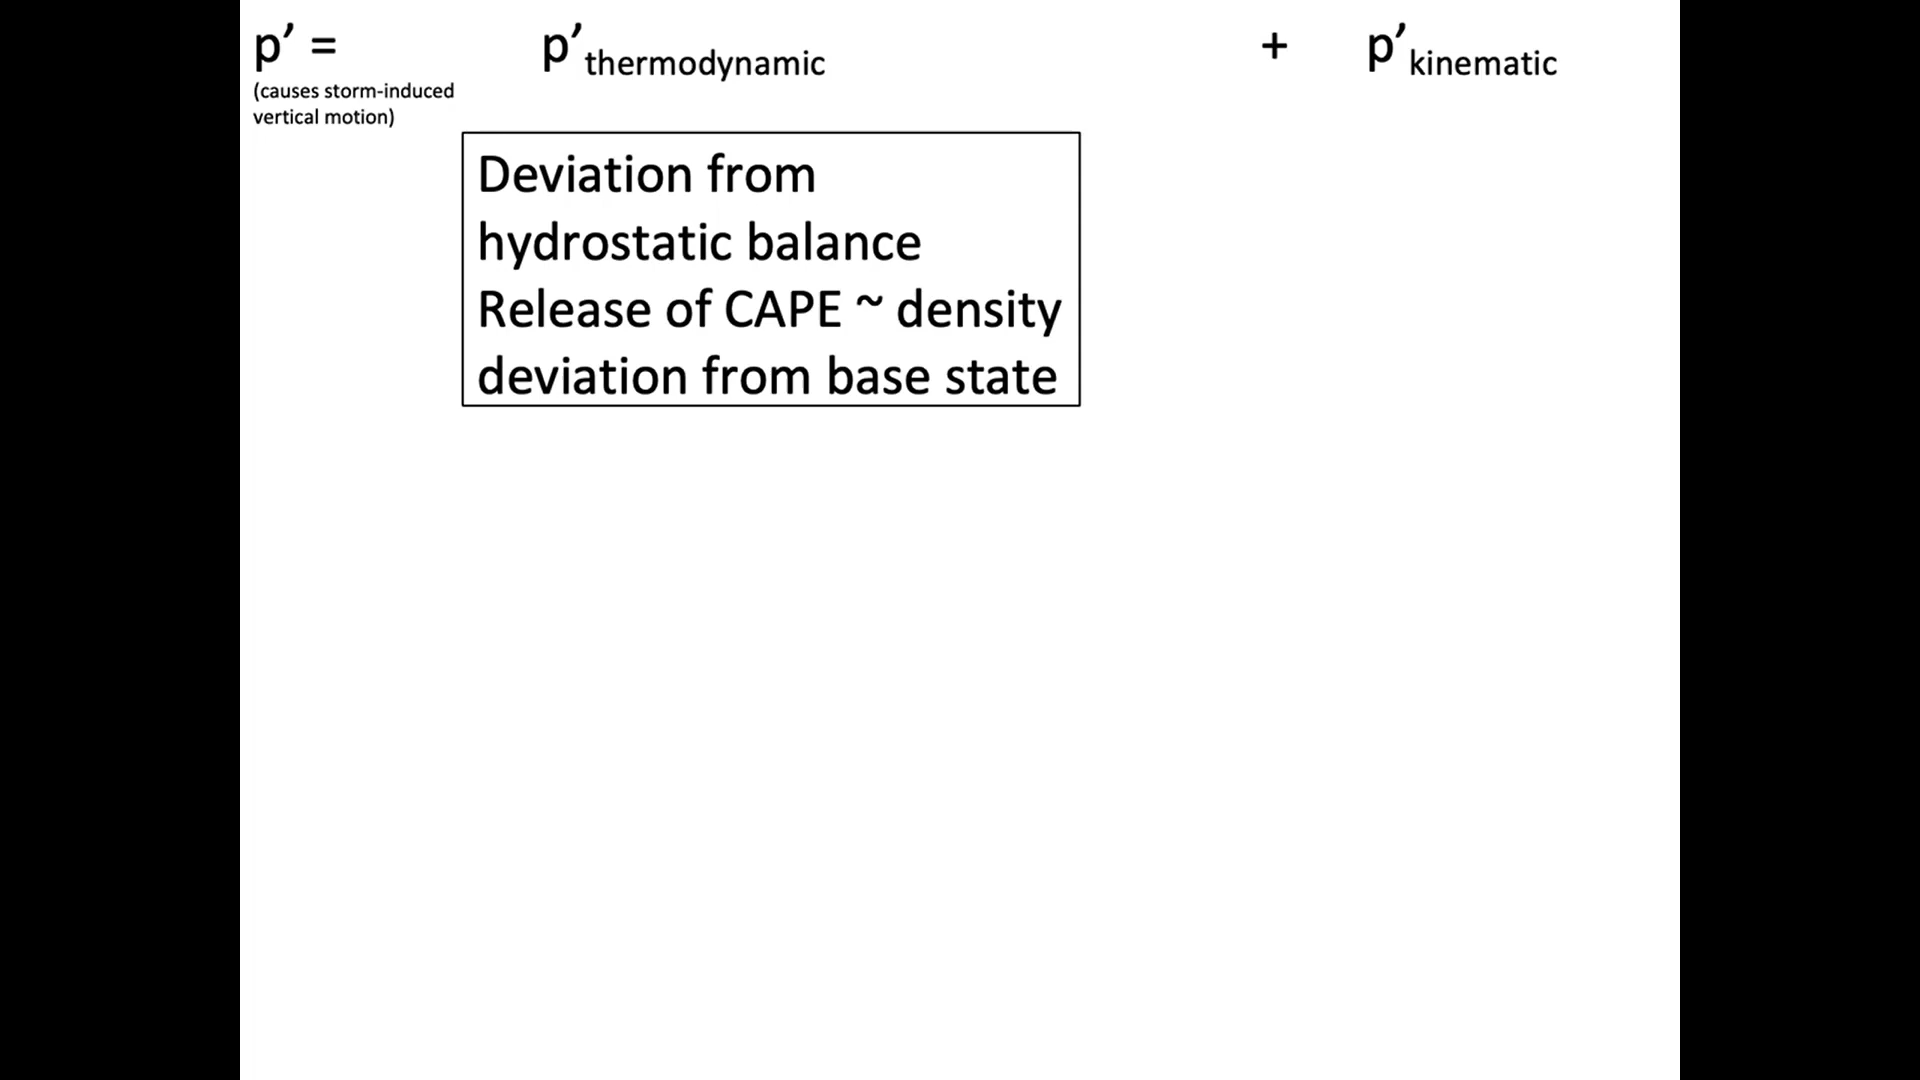 p’ = p’thermodynamic + p’kinematic
(causes storm-induced
vertical motion)
Deviation from
hydrostatic balance
Release of CAPE ~ density
deviation from base state